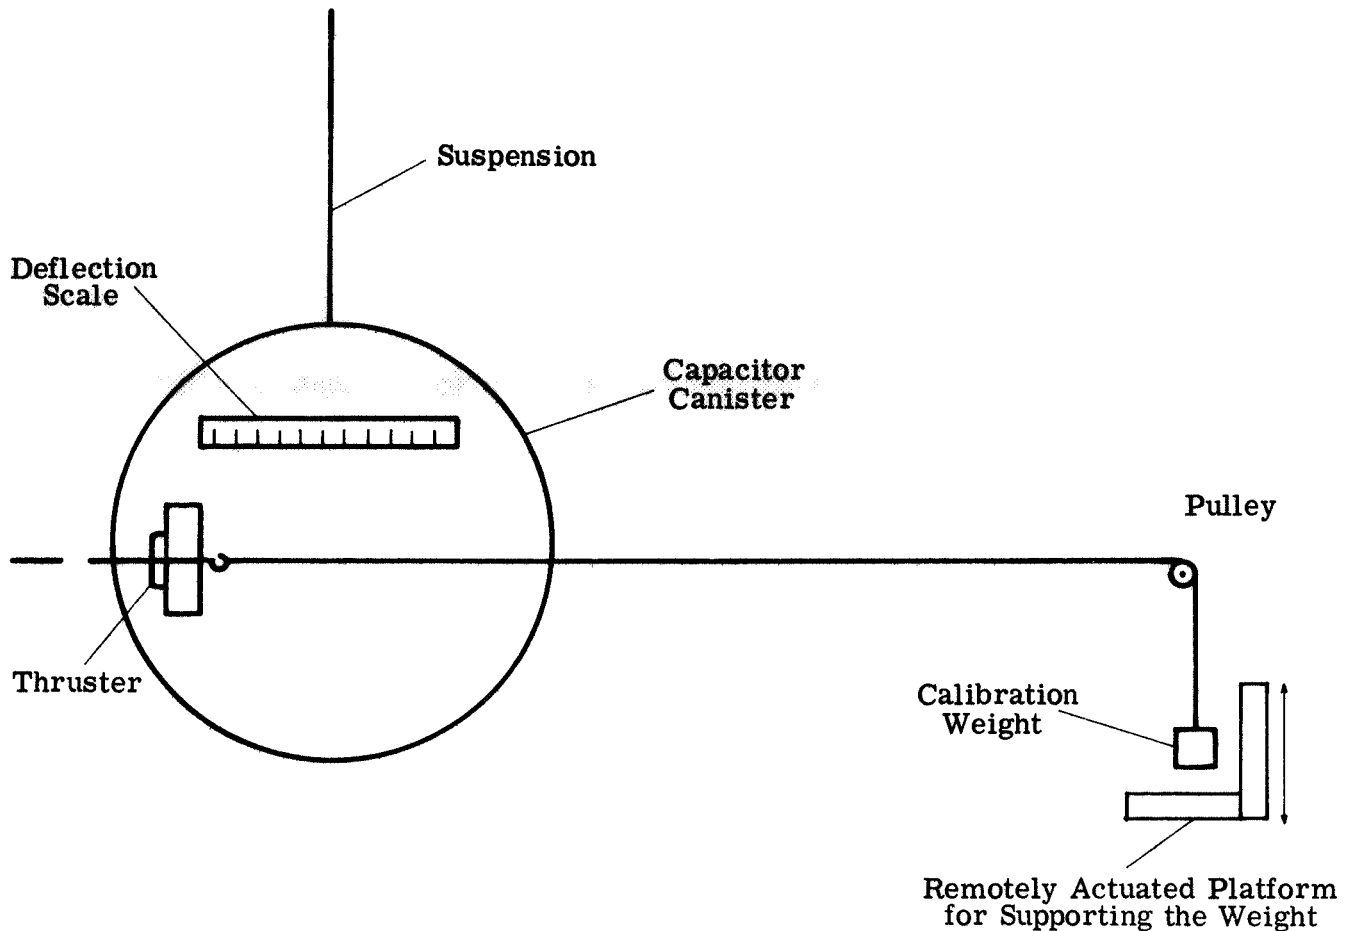 Suspension
Deflection
Scale
Capacitor
Canister
Pulley
Thruster
Calibration
Weight
Remotely Actuated Platform
for Supporting the Weight